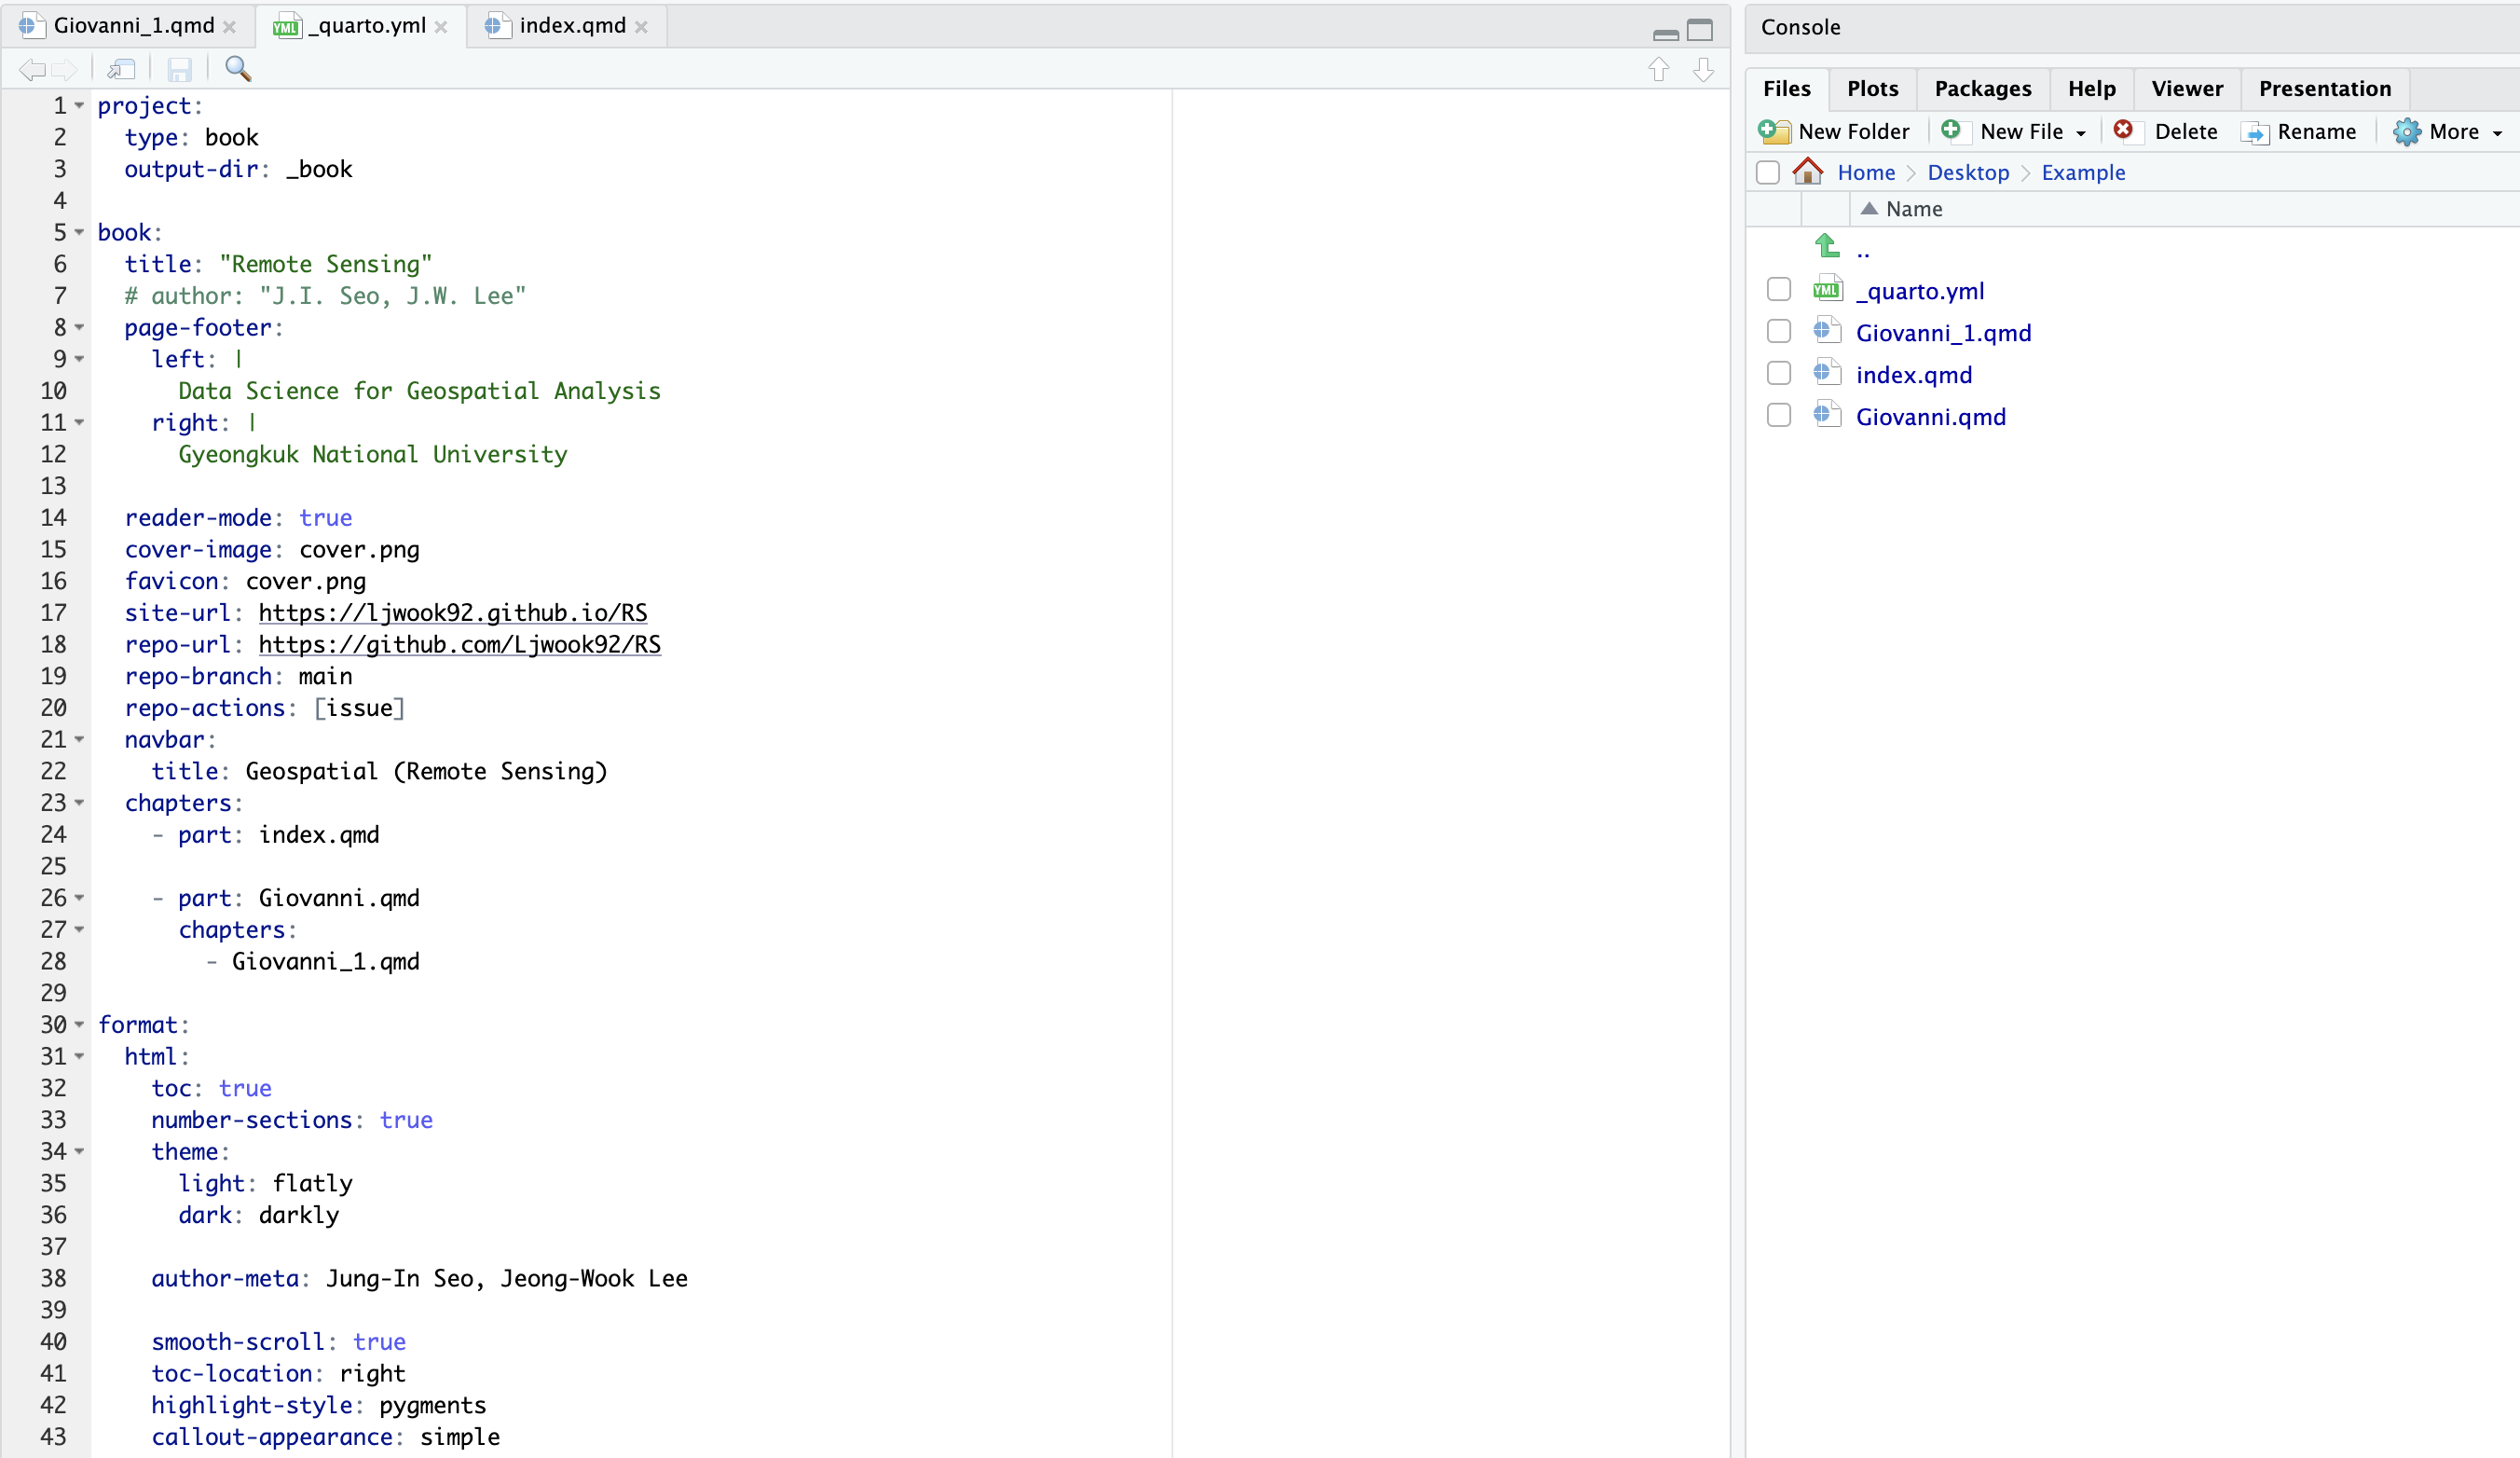 Giovanni_1.qmd
_quarto.yml
index.qmd
1 project:
2 type: book
3 output-dir: _book
4
5 book:
6 title: "Remote Sensing"
7 # author: "J.I. Seo, J.W. Lee"
8 page-footer:
9 left: |
10 Data Science for Geospatial Analysis
11 right: |
12 Gyeongkuk National University
13
14 reader-mode: true
15 cover-image: cover.png
16 favicon: cover.png
17 site-url: https://ljwook92.github.io/RS
18 repo-url: https://github.com/Ljwook92/RS
19 repo-branch: main
20 repo-actions: [issue]
21 navbar:
22 title: Geospatial (Remote Sensing)
23 chapters:
24 - part: index.qmd
25
26 - part: Giovanni.qmd
27 chapters:
28 - Giovanni_1.qmd
29
30 format:
31 html:
32 toc: true
33 number-sections: true
34 theme:
35 light: flatly
36 dark: darkly
37
38 author-meta: Jung-In Seo, Jeong-Wook Lee
39
40 smooth-scroll: true
41 toc-location: right
42 highlight-style: pygments
43 callout-appearance: simple
Console
Files Plots Packages Help Viewer Presentation
New Folder New File Delete Rename More
Home Desktop Example
Name
..
YML _quarto.yml
Giovanni_1.qmd
index.qmd
Giovanni.qmd